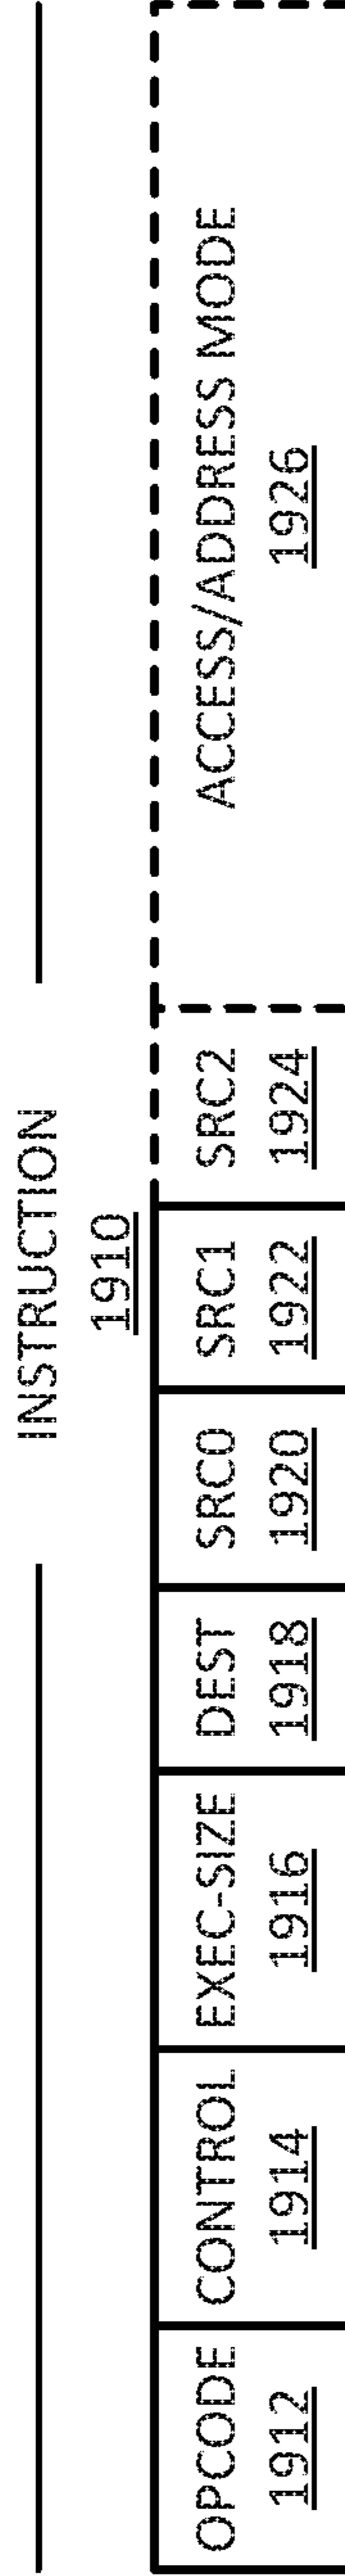 INSTRUCTION
1910
OPCODE
1912
CONTROL
1914
EXEC-SIZE
1916
DEST
1918
SRC0
1920
SRC1
1922
SRC2
1924
ACCESS/ADDRESS MODE
1926